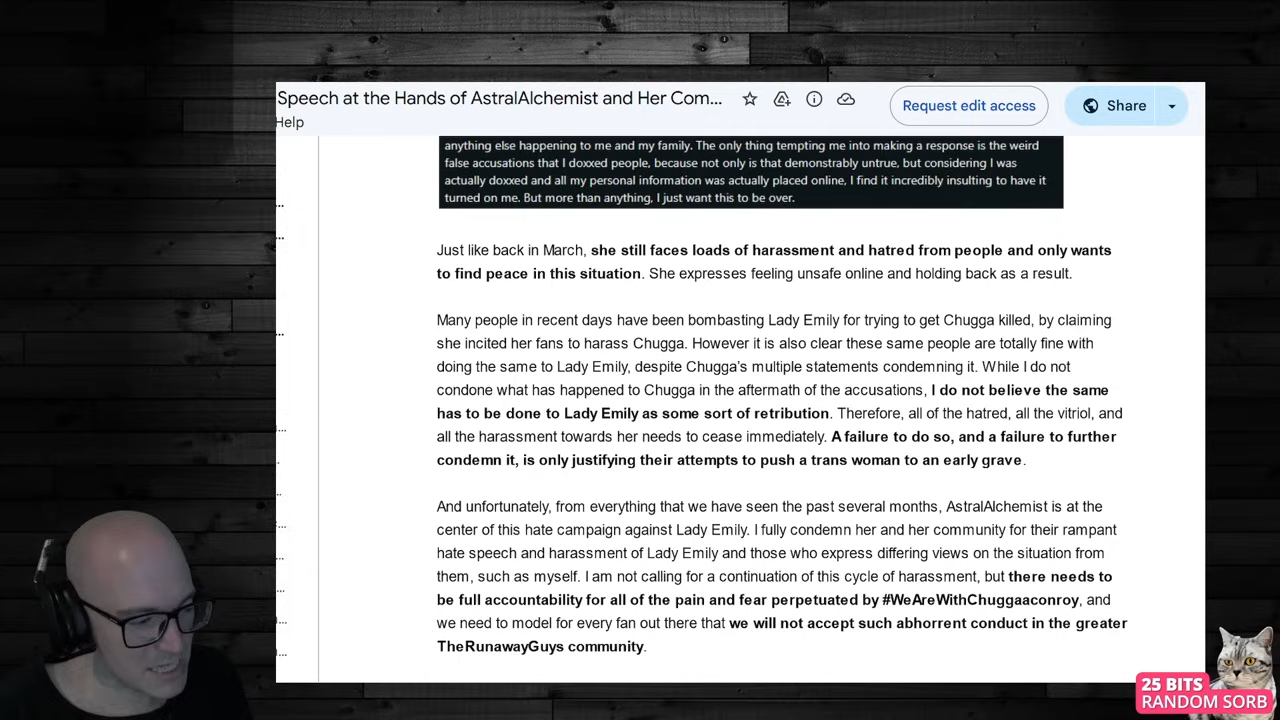 Speech at the Hands of AstralAlchemist and Her Com...
Request edit access
Share
Help
anything else happening to me and my family. The only thing tempting me into making a response is the weird
false accusations that I doxxed people, because not only is that demonstrably untrue, but considering I was
actually doxxed and all my personal information was actually placed online, I find it incredibly insulting to have it
turned on me. But more than anything, I just want this to be over.
Just like back in March, she still faces loads of harassment and hatred from people and only wants
to find peace in this situation. She expresses feeling unsafe online and holding back as a result.
Many people in recent days have been bombasting Lady Emily for trying to get Chugga killed, by claiming
she incited her fans to harass Chugga. However it is also clear these same people are totally fine with
doing the same to Lady Emily, despite Chugga's multiple statements condemning it. While I do not
condone what has happened to Chugga in the aftermath of the accusations, I do not believe the same
has to be done to Lady Emily as some sort of retribution. Therefore, all of the hatred, all the vitriol, and
all the harassment towards her needs to cease immediately. A failure to do so, and a failure to further
condemn it, is only justifying their attempts to push a trans woman to an early grave.
And unfortunately, from everything that we have seen the past several months, AstralAlchemist is at the
center of this hate campaign against Lady Emily. I fully condemn her and her community for their rampant
hate speech and harassment of Lady Emily and those who express differing views on the situation from
them, such as myself. I am not calling for a continuation of this cycle of harassment, but there needs to
be full accountability for all of the pain and fear perpetuated by #WeAreWithChuggaaconroy, and
we need to model for every fan out there that we will not accept such abhorrent conduct in the greater
TheRunawayGuys community.
25 BITS
RANDOM SORB